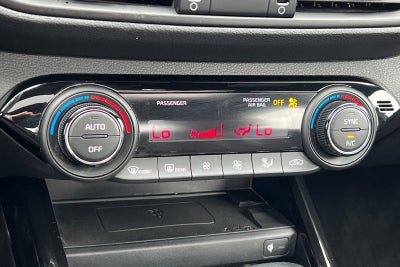 PASSENGER
PASSENGER
AIR BAG
OFF
AUTO
OFF
Lo
Lo
SYNC
A/C
FRONT
REAR